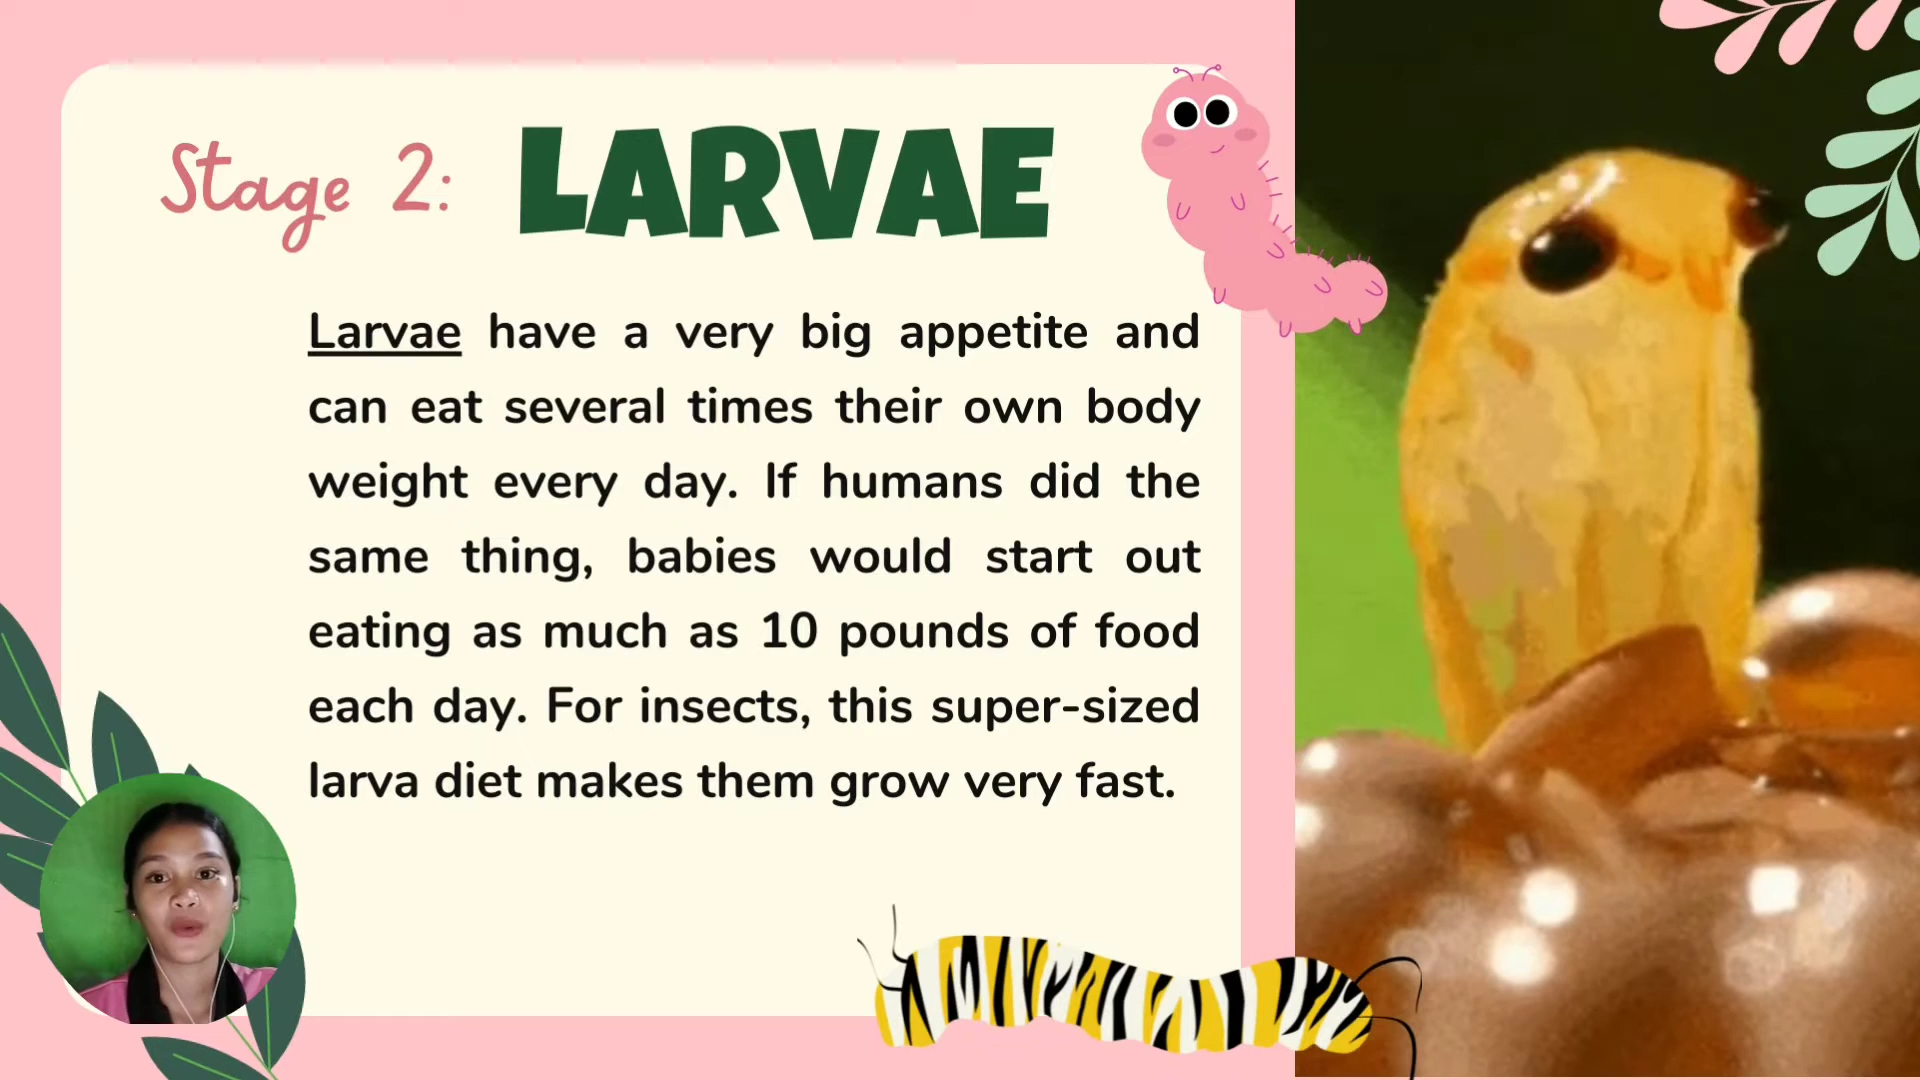 Stage 2: LARVAE
Larvae have a very big appetite and
can eat several times their own body
weight every day. If humans did the
same thing, babies would start out
eating as much as 10 pounds of food
each day. For insects, this super-sized
larva diet makes them grow very fast.